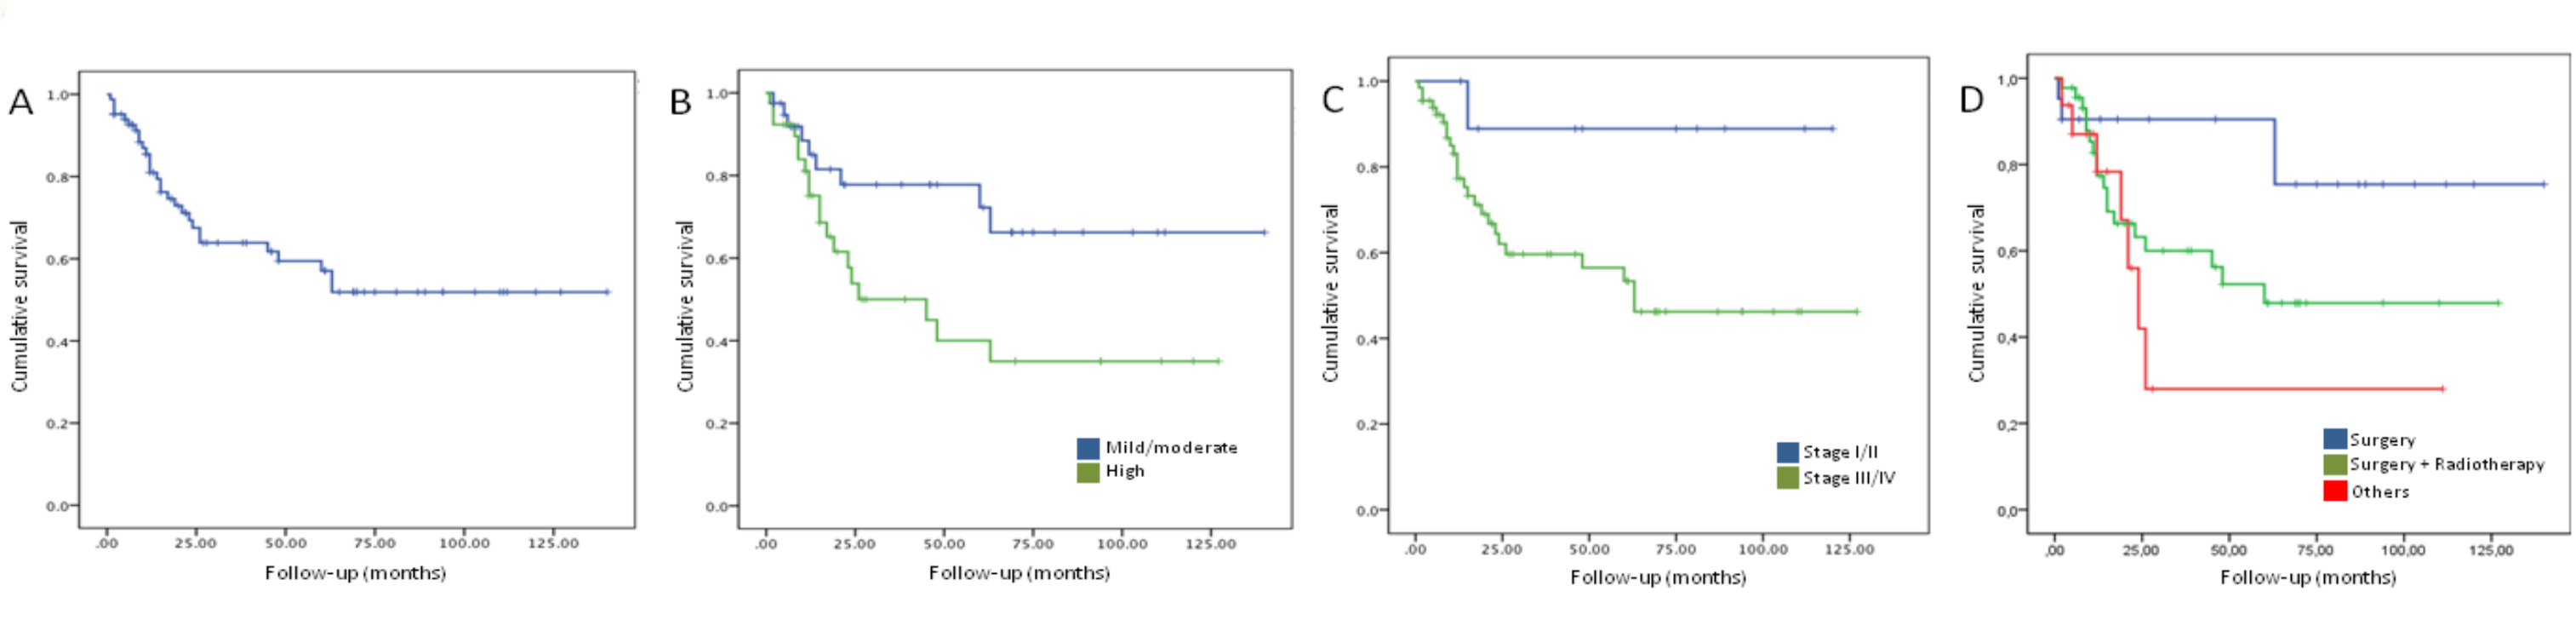 A
Cumulative survival
1.0
0.8
0.6
0.4
0.2
0.0
.00 25.00 50.00 75.00 100.00 125.00
Follow-up (months)
B
Cumulative survival
1.0
0.8
0.6
0.4
0.2
0.0
Mild/moderate
High
.00 25.00 50.00 75.00 100.00 125.00
Follow-up (months)
C
Cumulative survival
1.0
0.8
0.6
0.4
0.2
0.0
Stage I/II
Stage III/IV
.00 25.00 50.00 75.00 100.00 125.00
Follow-up (months)
D
Cumulative survival
1,0
0,8
0,6
0,4
0,2
0,0
Surgery
Surgery + Radiotherapy
Others
,00 25,00 50,00 75,00 100,00 125,00
Follow-up (months)